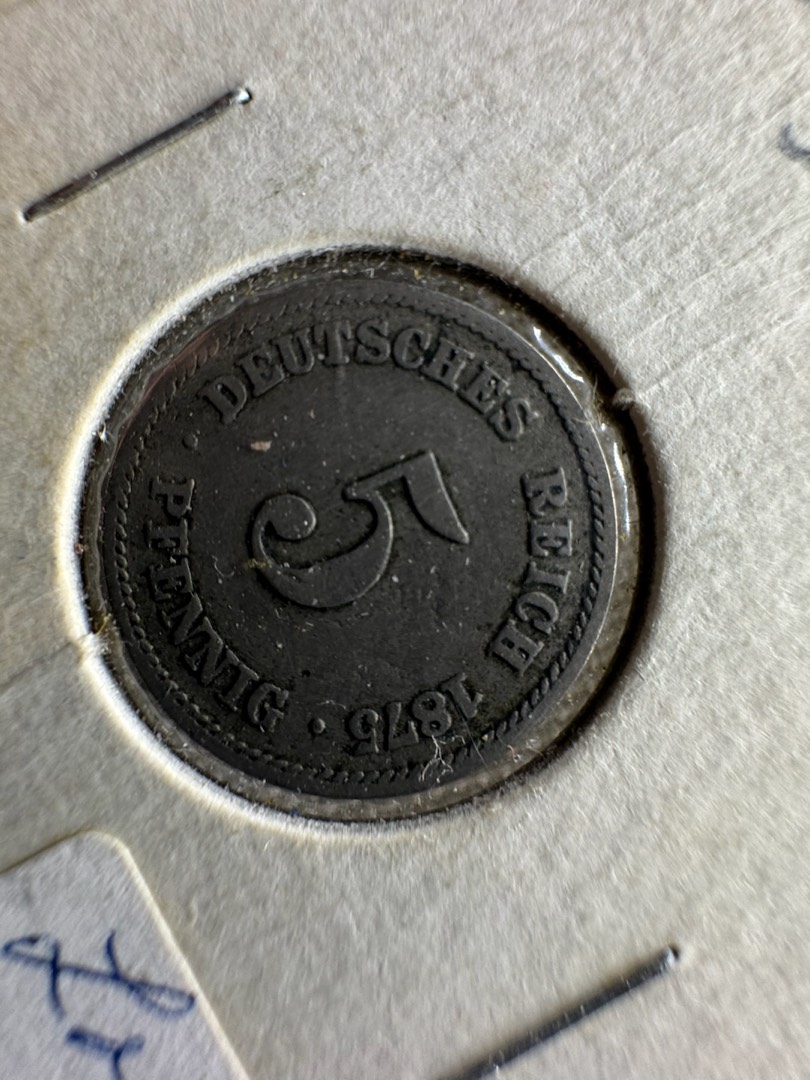 DEUTSCHES REICH 1875
5
PFENNIG